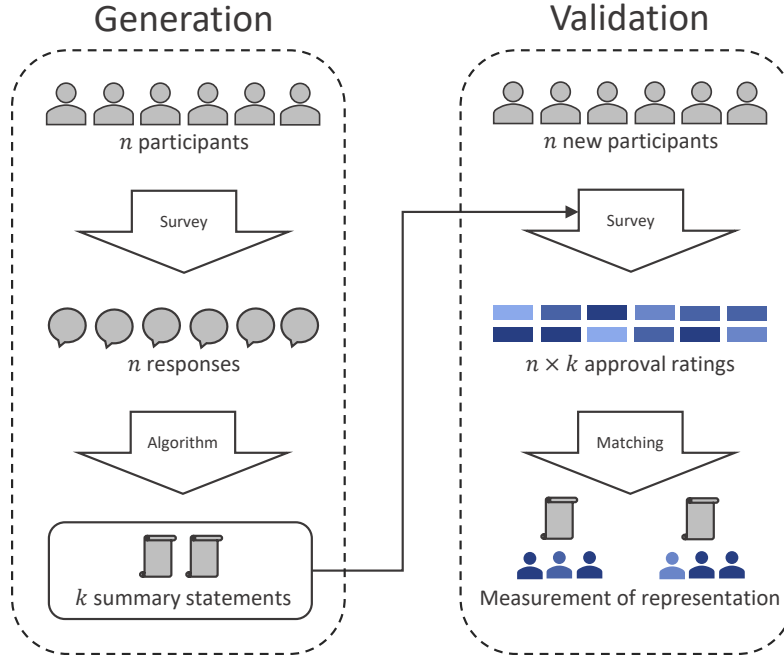 Generation
n participants
Survey
n responses
Algorithm
k summary statements
Validation
n new participants
Survey
n × k approval ratings
Matching
Measurement of representation